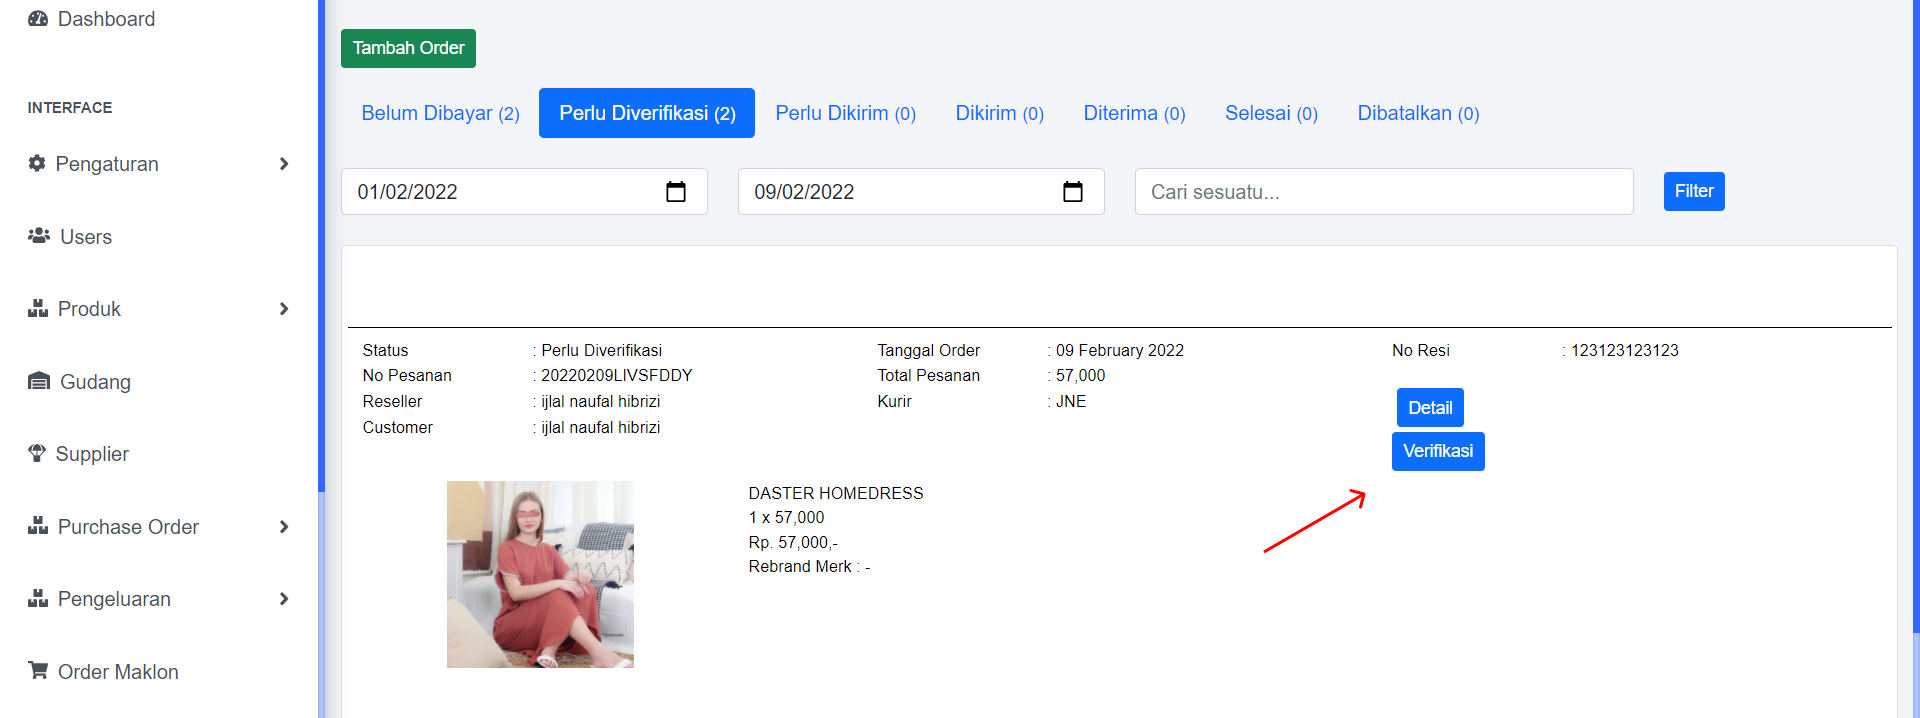 Dashboard
INTERFACE
Pengaturan
Users
Produk
Gudang
Supplier
Purchase Order
Pengeluaran
Order Maklon
Tambah Order
Belum Dibayar (2) Perlu Diverifikasi (2) Perlu Dikirim (0) Dikirim (0) Diterima (0) Selesai (0) Dibatalkan (0)
01/02/2022 09/02/2022 Cari sesuatu... Filter
Status : Perlu Diverifikasi Tanggal Order : 09 February 2022 No Resi : 123123123123
No Pesanan : 20220209LIVSFDDY Total Pesanan : 57,000
Reseller : ijlal naufal hibrizi Kurir : JNE
Detail
Customer : ijlal naufal hibrizi
Verifikasi
DASTER HOMEDRESS
1 x 57,000
Rp. 57,000,-
Rebrand Merk : -